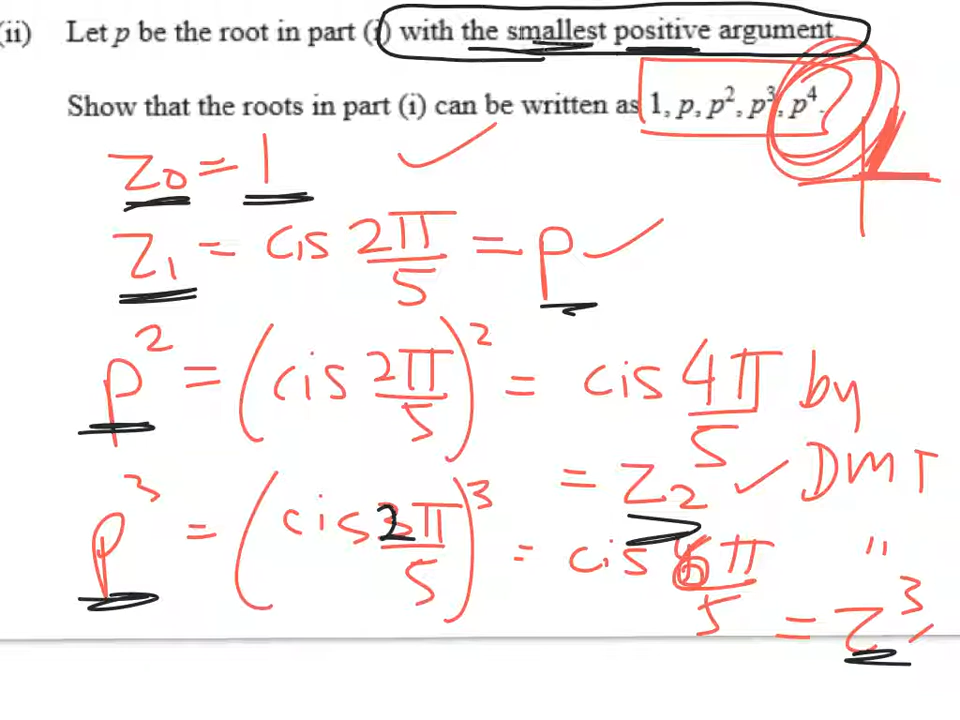 (ii) Let p be the root in part (i) with the smallest positive argument.
Show that the roots in part (i) can be written as 1, p, p², p³, p⁴.
z₀ = 1 ✓
z₁ = cis 2π/5 = p ✓
p² = (cis 2π/5)² = cis 4π/5 by DMT
= z₂ ✓
p³ = (cis 2π/5)³ = cis 6π/5 "
= z³